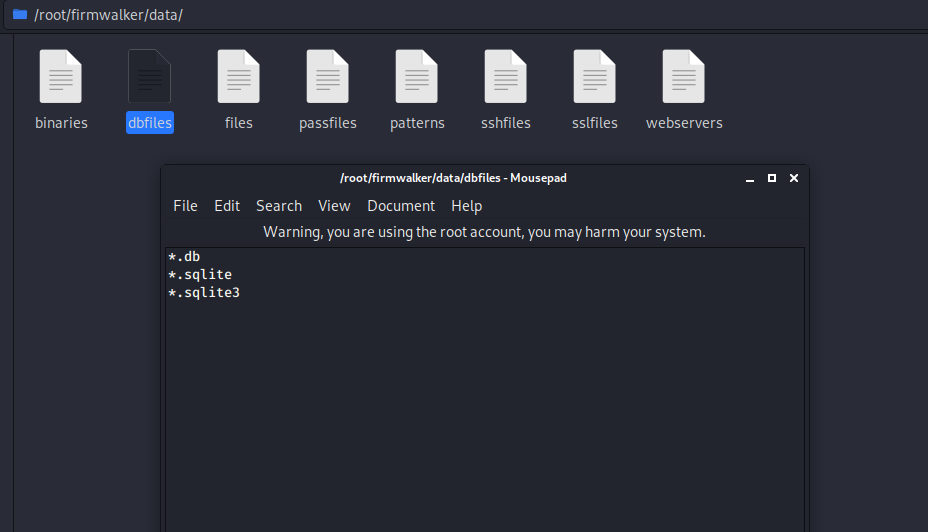 /root/firmwalker/data/
binaries dbfiles files passfiles patterns sshfiles sslfiles webservers
/root/firmwalker/data/dbfiles - Mousepad
File Edit Search View Document Help
Warning, you are using the root account, you may harm your system.
*.db
*.sqlite
*.sqlite3